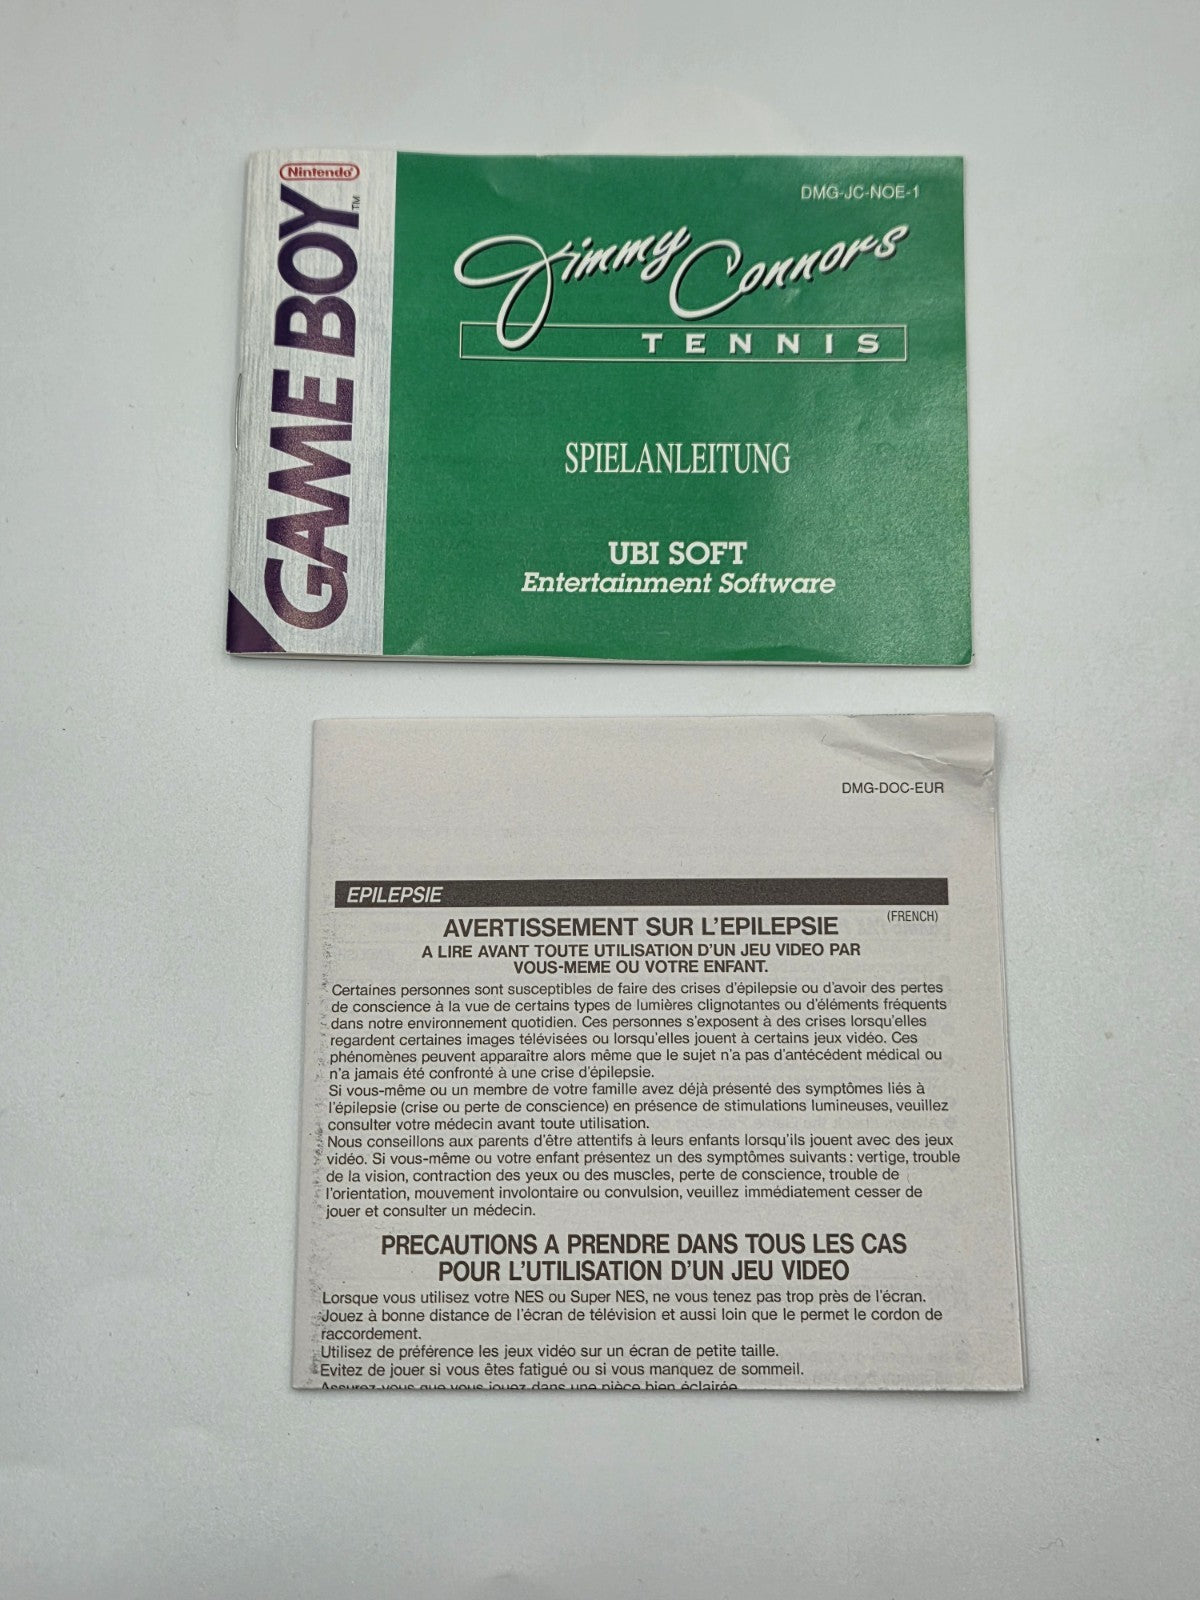 Nintendo®
GAME BOY™
DMG-JC-NOE-1
Jimmy Connors
TENNIS
SPIELANLEITUNG
UBI SOFT
Entertainment Software
DMG-DOC-EUR
EPILEPSIE
(FRENCH)
AVERTISSEMENT SUR L'EPILEPSIE
A LIRE AVANT TOUTE UTILISATION D'UN JEU VIDEO PAR
VOUS-MEME OU VOTRE ENFANT.
Certaines personnes sont susceptibles de faire des crises d'épilepsie ou d'avoir des pertes
de conscience à la vue de certains types de lumières clignotantes ou d'éléments fréquents
dans notre environnement quotidien. Ces personnes s'exposent à des crises lorsqu'elles
regardent certaines images télévisées ou lorsqu'elles jouent à certains jeux vidéo. Ces
phénomènes peuvent apparaître alors même que le sujet n'a pas d'antécédent médical ou
n'a jamais été confronté à une crise d'épilepsie.
Si vous-même ou un membre de votre famille avez déjà présenté des symptômes liés à
l'épilepsie (crise ou perte de conscience) en présence de stimulations lumineuses, veuillez
consulter votre médecin avant toute utilisation.
Nous conseillons aux parents d'être attentifs à leurs enfants lorsqu'ils jouent avec des jeux
vidéo. Si vous-même ou votre enfant présentez un des symptômes suivants : vertige, trouble
de la vision, contraction des yeux ou des muscles, perte de conscience, trouble de
l'orientation, mouvement involontaire ou convulsion, veuillez immédiatement cesser de
jouer et consulter un médecin.
PRECAUTIONS A PRENDRE DANS TOUS LES CAS
POUR L'UTILISATION D'UN JEU VIDEO
Lorsque vous utilisez votre NES ou Super NES, ne vous tenez pas trop près de l'écran.
Jouez à bonne distance de l'écran de télévision et aussi loin que le permet le cordon de
raccordement.
Utilisez de préférence les jeux vidéo sur un écran de petite taille.
Evitez de jouer si vous êtes fatigué ou si vous manquez de sommeil.
Assurez-vous que vous jouez dans une pièce bien éclairée